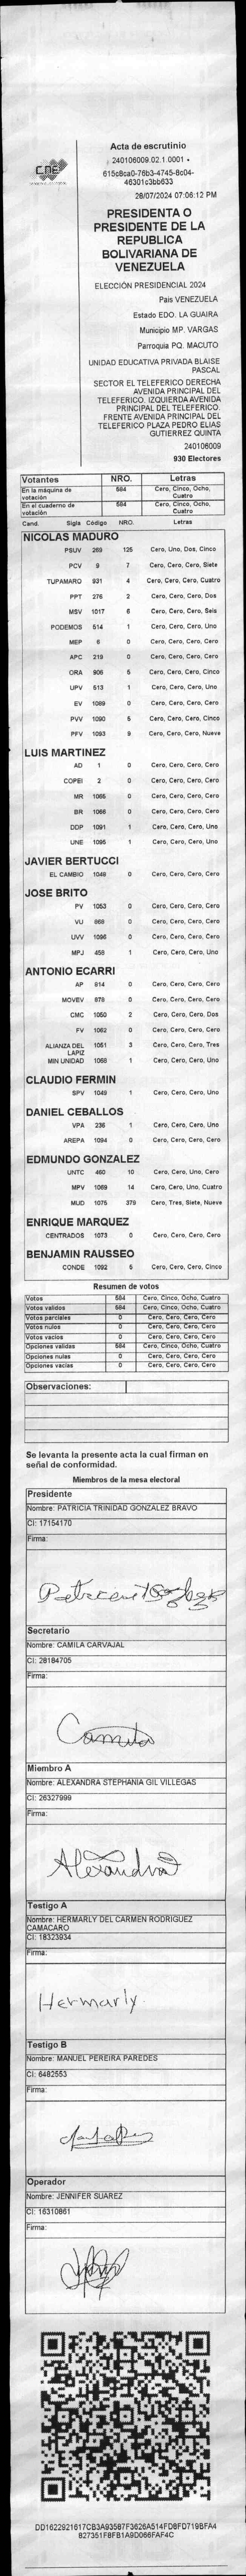 CNE
Acta de escrutinio
240106009.02.1.0001
615c8ca0-76b3-4745-8c04-
46301c3bb633
28/07/2024 07:06:12 PM
PRESIDENTA O
PRESIDENTE DE LA
REPUBLICA
BOLIVARIANA DE
VENEZUELA
ELECCIÓN PRESIDENCIAL 2024
País VENEZUELA
Estado EDO. LA GUAIRA
Municipio MP. VARGAS
Parroquia PQ. MACUTO
UNIDAD EDUCATIVA PRIVADA BLAISE
PASCAL
SECTOR EL TELEFERICO DERECHA
AVENIDA PRINCIPAL DEL
TELEFERICO. IZQUIERDA AVENIDA
PRINCIPAL DEL TELEFERICO.
FRENTE AVENIDA PRINCIPAL DEL
TELEFERICO PLAZA PEDRO ELIAS
GUTIERREZ QUINTA
240106009
930 Electores
Votantes NRO. Letras
En la máquina de votación 584 Cero, Cinco, Ocho, Cuatro
En el cuaderno de votación 584 Cero, Cinco, Ocho, Cuatro
Cand. Sigla Código NRO. Letras
NICOLAS MADURO
PSUV 269 125 Cero, Uno, Dos, Cinco
PCV 9 7 Cero, Cero, Cero, Siete
TUPAMARO 931 4 Cero, Cero, Cero, Cuatro
PPT 276 2 Cero, Cero, Cero, Dos
MSV 1017 6 Cero, Cero, Cero, Seis
PODEMOS 514 1 Cero, Cero, Cero, Uno
MEP 6 0 Cero, Cero, Cero, Cero
APC 219 0 Cero, Cero, Cero, Cero
ORA 906 5 Cero, Cero, Cero, Cinco
UPV 513 1 Cero, Cero, Cero, Uno
EV 1089 0 Cero, Cero, Cero, Cero
PVV 1090 5 Cero, Cero, Cero, Cinco
PFV 1093 9 Cero, Cero, Cero, Nueve
LUIS MARTINEZ
AD 1 0 Cero, Cero, Cero, Cero
COPEI 2 0 Cero, Cero, Cero, Cero
MR 1065 0 Cero, Cero, Cero, Cero
BR 1066 0 Cero, Cero, Cero, Cero
DDP 1091 1 Cero, Cero, Cero, Uno
UNE 1095 1 Cero, Cero, Cero, Uno
JAVIER BERTUCCI
EL CAMBIO 1048 0 Cero, Cero, Cero, Cero
JOSE BRITO
PV 1053 0 Cero, Cero, Cero, Cero
VU 868 0 Cero, Cero, Cero, Cero
UVV 1096 0 Cero, Cero, Cero, Cero
MPJ 458 1 Cero, Cero, Cero, Uno
ANTONIO ECARRI
AP 814 0 Cero, Cero, Cero, Cero
MOVEV 878 0 Cero, Cero, Cero, Cero
CMC 1050 2 Cero, Cero, Cero, Dos
FV 1062 0 Cero, Cero, Cero, Cero
ALIANZA DEL LAPIZ 1051 3 Cero, Cero, Cero, Tres
MIN UNIDAD 1068 1 Cero, Cero, Cero, Uno
CLAUDIO FERMIN
SPV 1049 1 Cero, Cero, Cero, Uno
DANIEL CEBALLOS
VPA 236 1 Cero, Cero, Cero, Uno
AREPA 1094 0 Cero, Cero, Cero, Cero
EDMUNDO GONZALEZ
UNTC 460 10 Cero, Cero, Uno, Cero
MPV 1069 14 Cero, Cero, Uno, Cuatro
MUD 1075 379 Cero, Tres, Siete, Nueve
ENRIQUE MARQUEZ
CENTRADOS 1073 0 Cero, Cero, Cero, Cero
BENJAMIN RAUSSEO
CONDE 1092 5 Cero, Cero, Cero, Cinco
Resumen de votos
Votos 584 Cero, Cinco, Ocho, Cuatro
Votos validos 584 Cero, Cinco, Ocho, Cuatro
Votos parciales 0 Cero, Cero, Cero, Cero
Votos nulos 0 Cero, Cero, Cero, Cero
Votos vacios 0 Cero, Cero, Cero, Cero
Opciones validas 584 Cero, Cinco, Ocho, Cuatro
Opciones nulas 0 Cero, Cero, Cero, Cero
Opciones vacias 0 Cero, Cero, Cero, Cero
Observaciones:
Se levanta la presente acta la cual firman en
señal de conformidad.
Miembros de la mesa electoral
Presidente
Nombre: PATRICIA TRINIDAD GONZALEZ BRAVO
CI: 17154170
Firma:
Secretario
Nombre: CAMILA CARVAJAL
CI: 28184705
Firma:
Camila
Miembro A
Nombre: ALEXANDRA STEPHANIA GIL VILLEGAS
CI: 26327999
Firma:
Alexandra
Testigo A
Nombre: HERMARLY DEL CARMEN RODRIGUEZ
CAMACARO
CI: 18323934
Firma:
Hermarly
Testigo B
Nombre: MANUEL PEREIRA PAREDES
CI: 6482553
Firma:
Operador
Nombre: JENNIFER SUAREZ
CI: 16310861
Firma:
DD1622921617CB3A93587F3626A514FD8FD719BFA4
827351F8FB1A9D066FAF4C